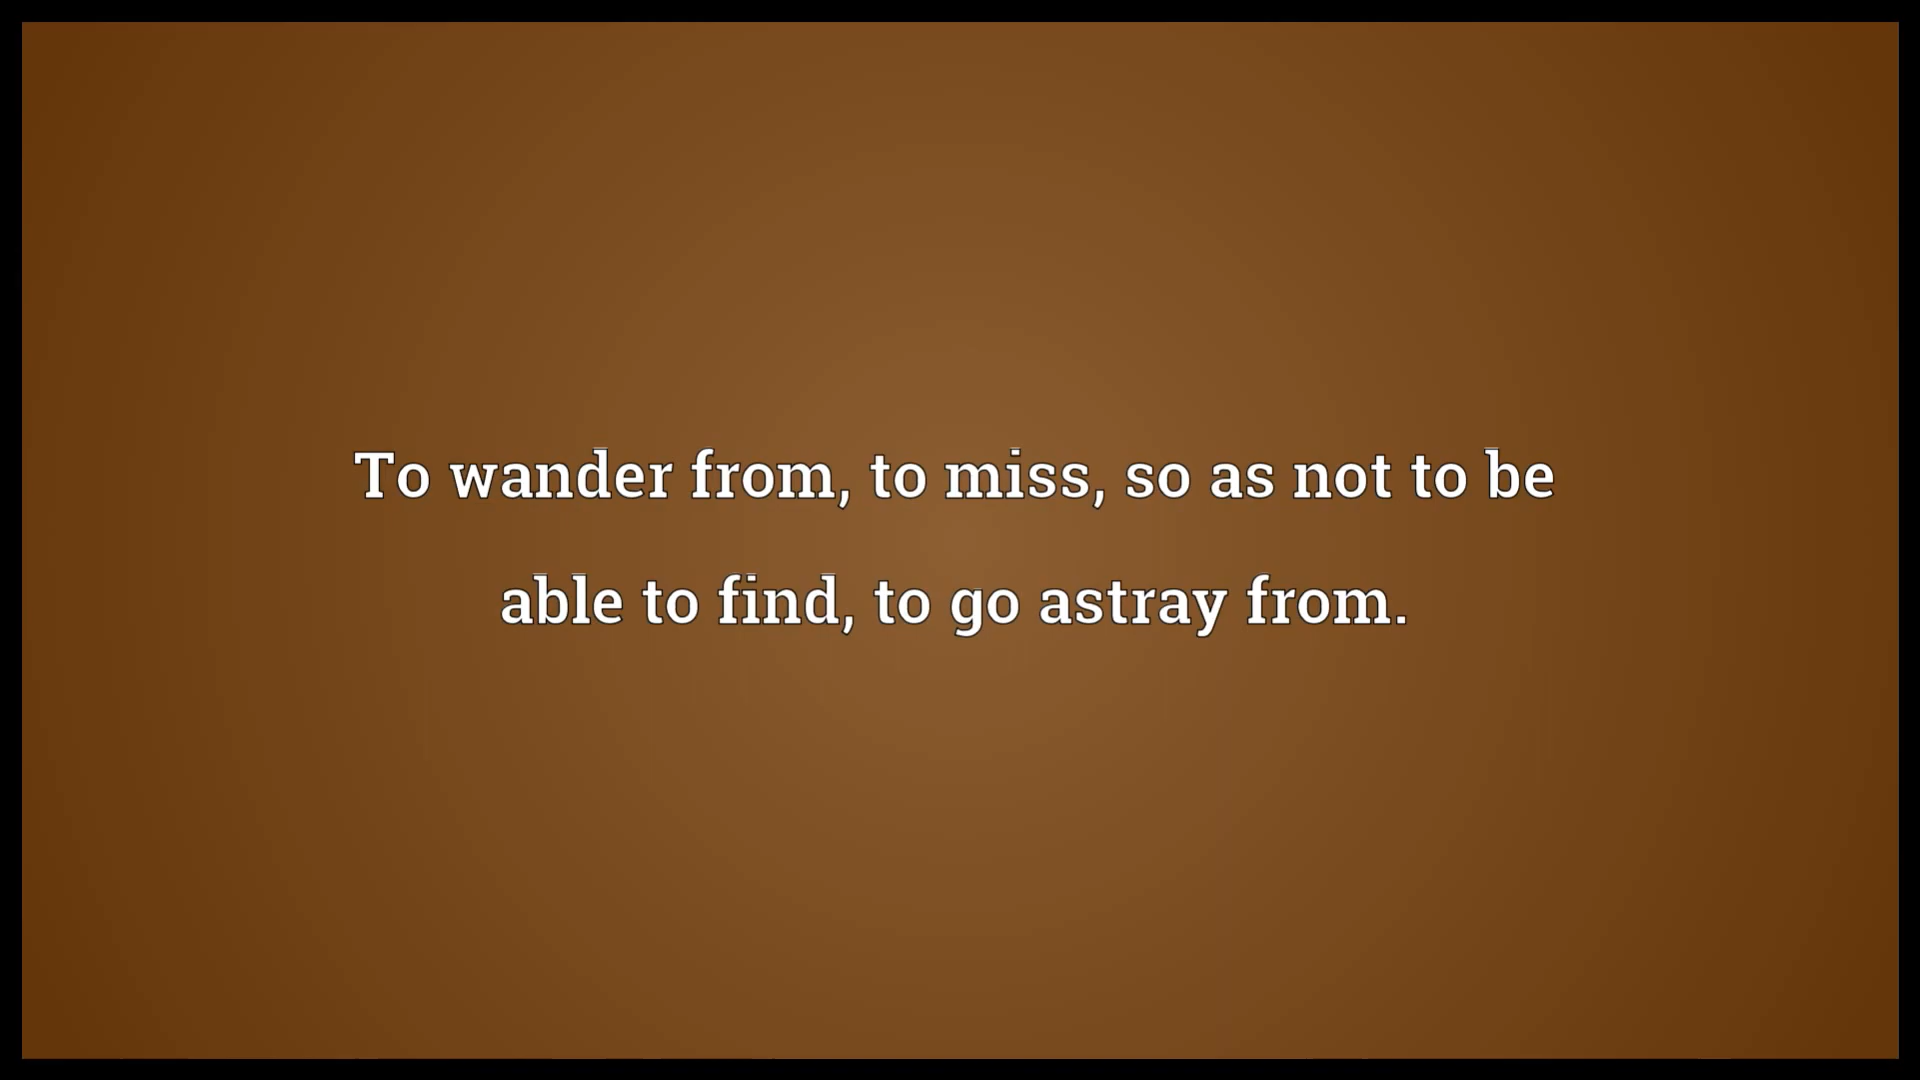 To wander from, to miss, so as not to be
able to find, to go astray from.